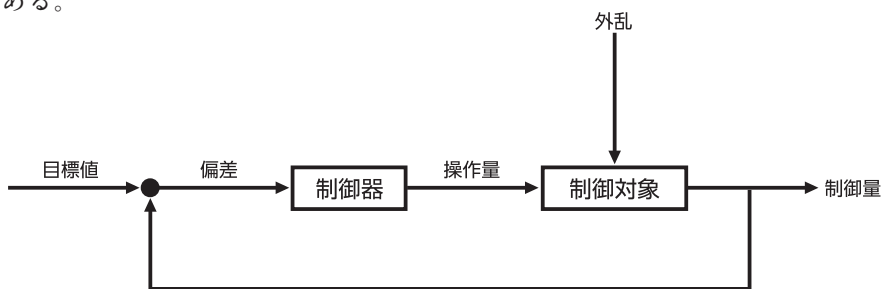 ある。
外乱
目標値
偏差
制御器
操作量
制御対象
制御量